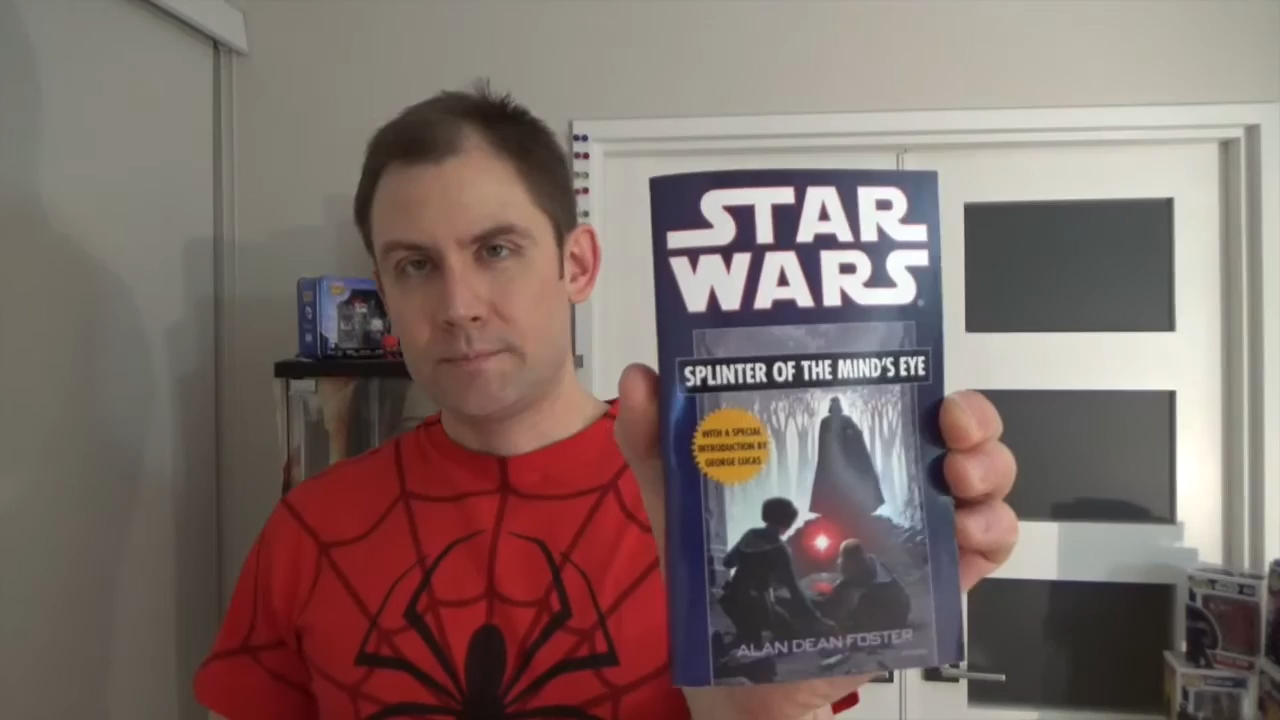 STAR
WARS
SPLINTER OF THE MIND'S EYE
WITH A SPECIAL
INTRODUCTION BY
GEORGE LUCAS
ALAN DEAN FOSTER